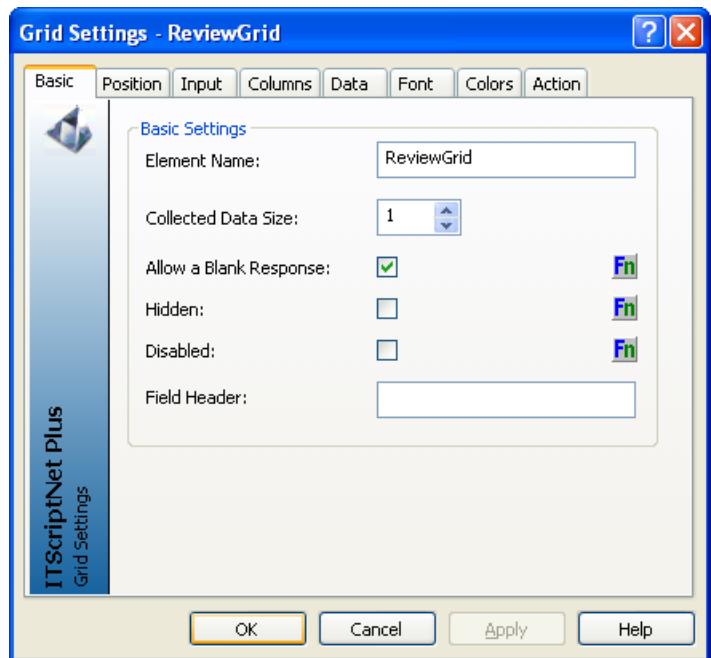 Grid Settings - ReviewGrid
?
Basic Position Input Columns Data Font Colors Action
Basic Settings
Element Name: ReviewGrid
Collected Data Size: 1
Allow a Blank Response: Fn
Hidden: Fn
Disabled: Fn
Field Header:
ITScriptNet Plus
Grid Settings
OK Cancel Apply Help